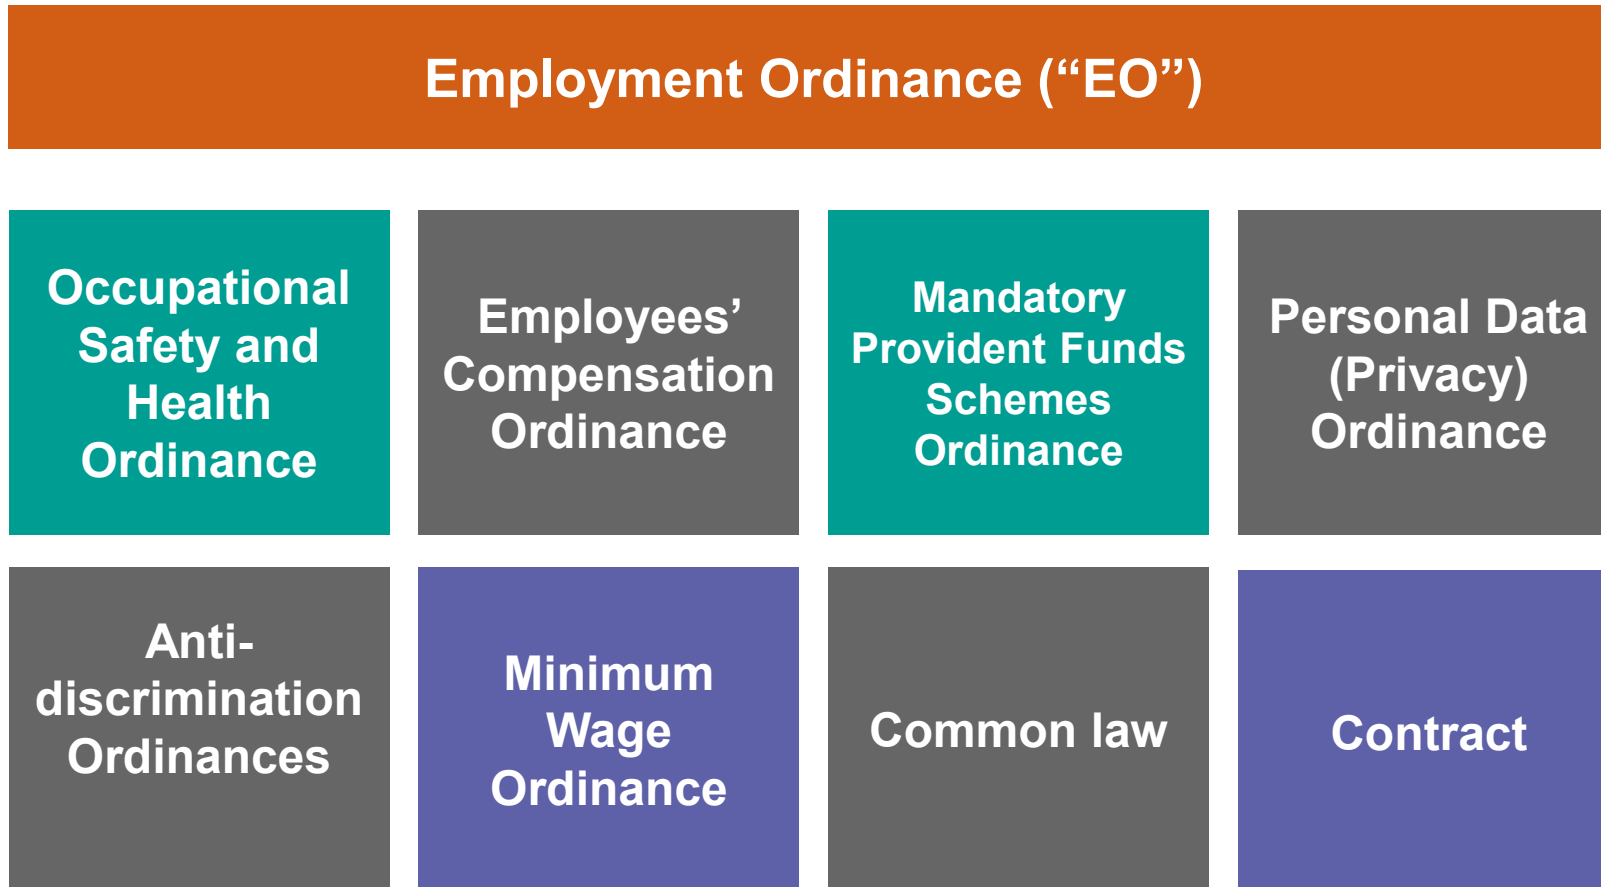 Employment Ordinance (“EO”)
Occupational
Safety and
Health
Ordinance
Employees’
Compensation
Ordinance
Mandatory
Provident Funds
Schemes
Ordinance
Personal Data
(Privacy)
Ordinance
Anti-
discrimination
Ordinances
Minimum
Wage
Ordinance
Common law
Contract